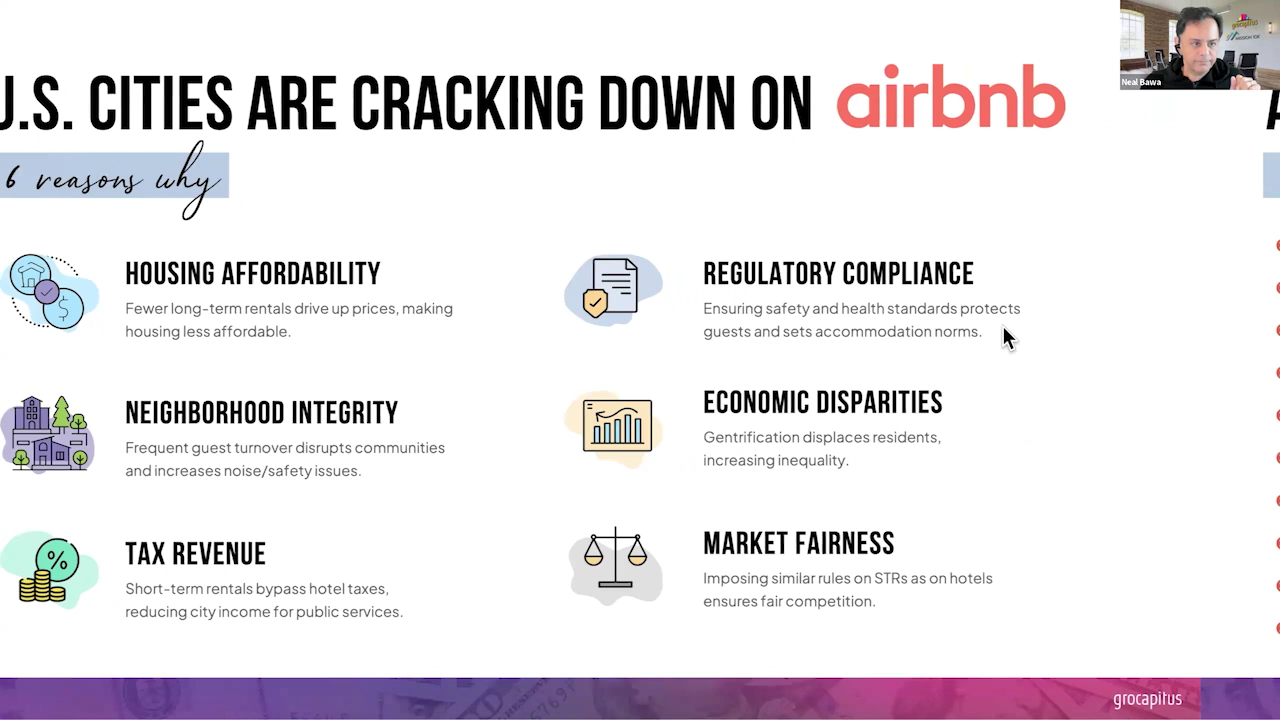 U.S. CITIES ARE CRACKING DOWN ON airbnb
6 reasons why
HOUSING AFFORDABILITY
Fewer long-term rentals drive up prices, making
housing less affordable.
NEIGHBORHOOD INTEGRITY
Frequent guest turnover disrupts communities
and increases noise/safety issues.
%
TAX REVENUE
Short-term rentals bypass hotel taxes,
reducing city income for public services.
REGULATORY COMPLIANCE
Ensuring safety and health standards protects
guests and sets accommodation norms.
ECONOMIC DISPARITIES
Gentrification displaces residents,
increasing inequality.
MARKET FAIRNESS
Imposing similar rules on STRs as on hotels
ensures fair competition.
grocapitus
Neal Bawa
grocapitus